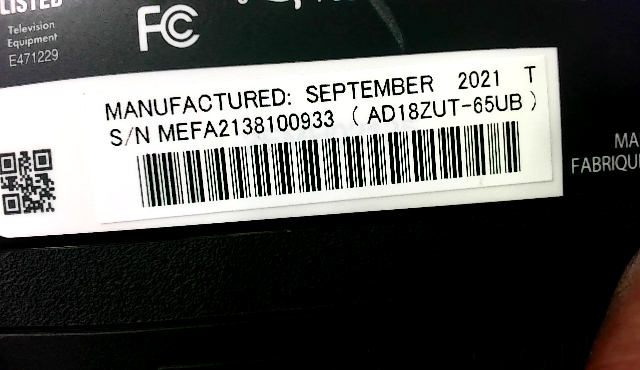 LISTED
Television
Equipment
E471229
FC
MANUFACTURED: SEPTEMBER 2021 T
S/N MEFA2138100933 ( AD18ZUT-65UB )
MA
FABRIQU